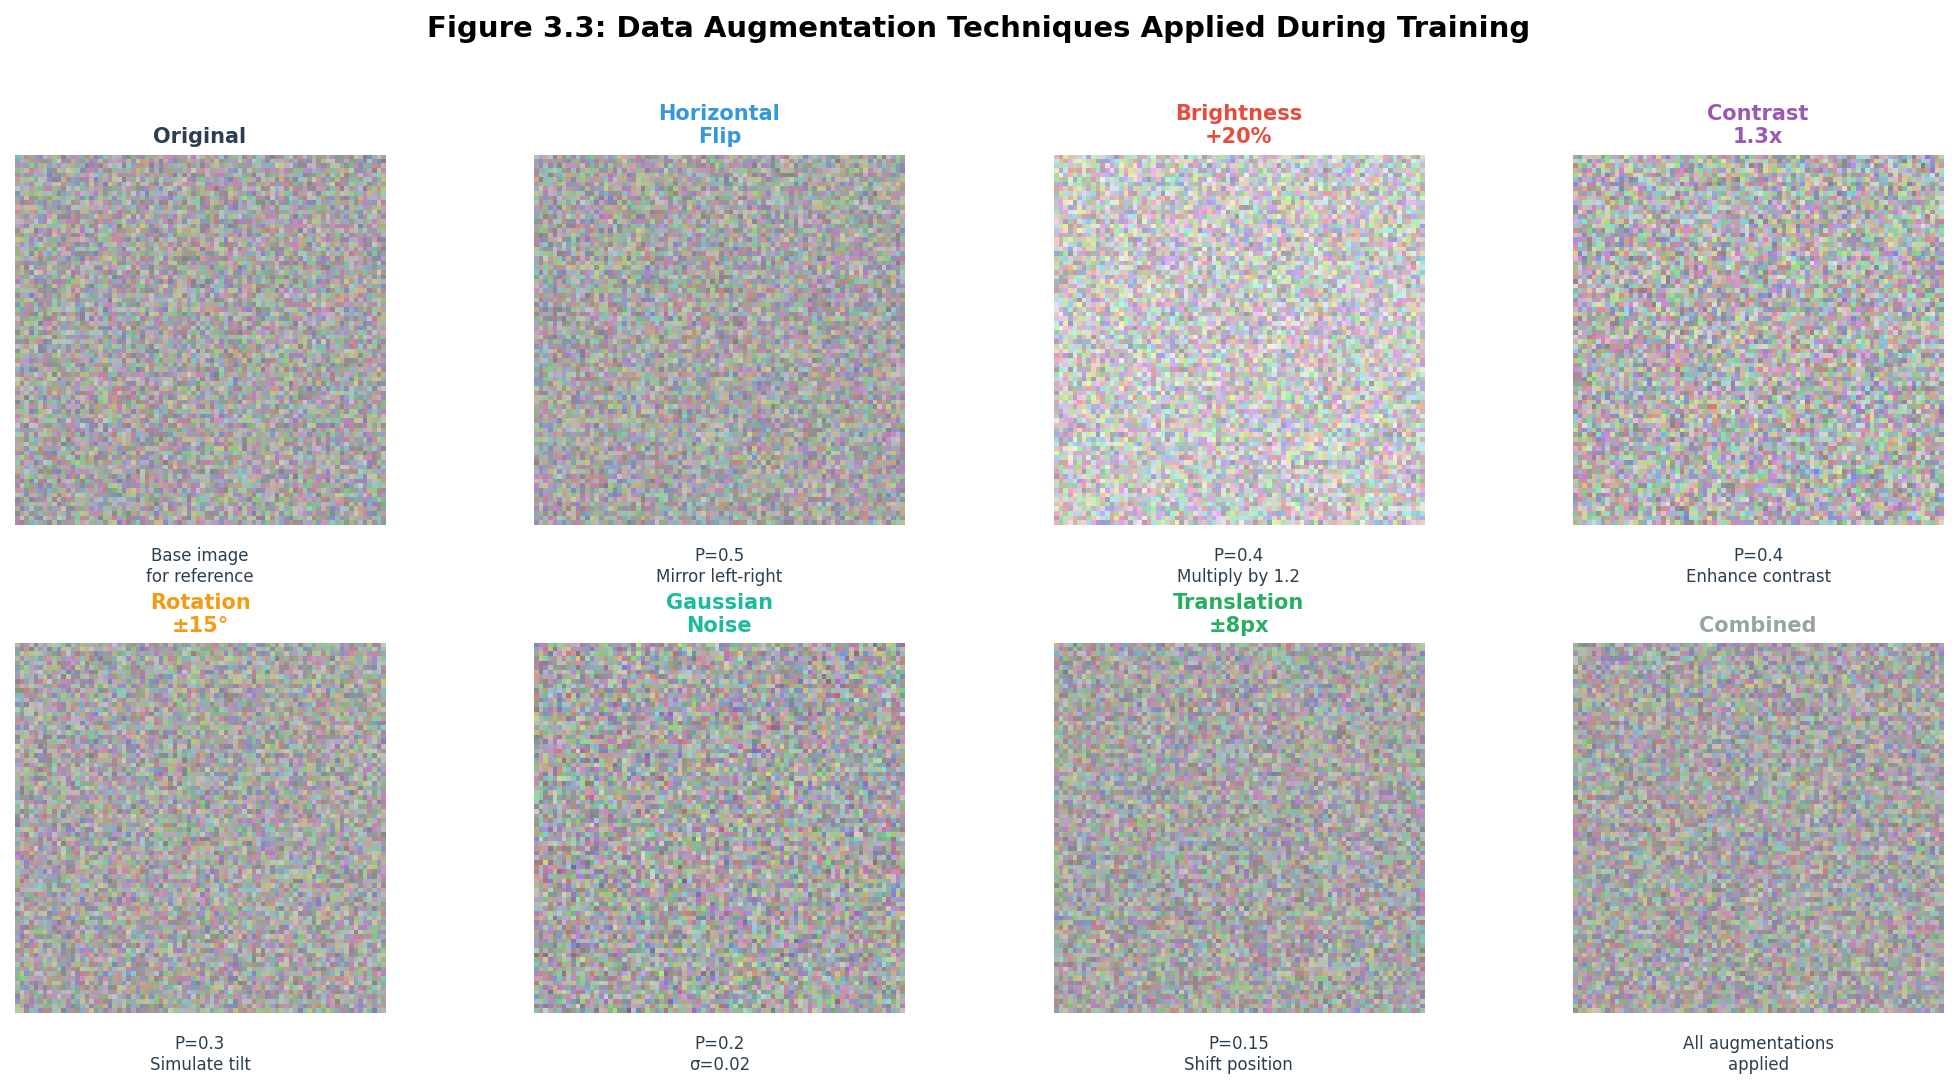 Figure 3.3: Data Augmentation Techniques Applied During Training
Original
Horizontal
Flip
Brightness
+20%
Contrast
1.3x
Base image
for reference
P=0.5
Mirror left-right
P=0.4
Multiply by 1.2
P=0.4
Enhance contrast
Rotation
±15°
Gaussian
Noise
Translation
±8px
Combined
P=0.3
Simulate tilt
P=0.2
σ=0.02
P=0.15
Shift position
All augmentations
applied